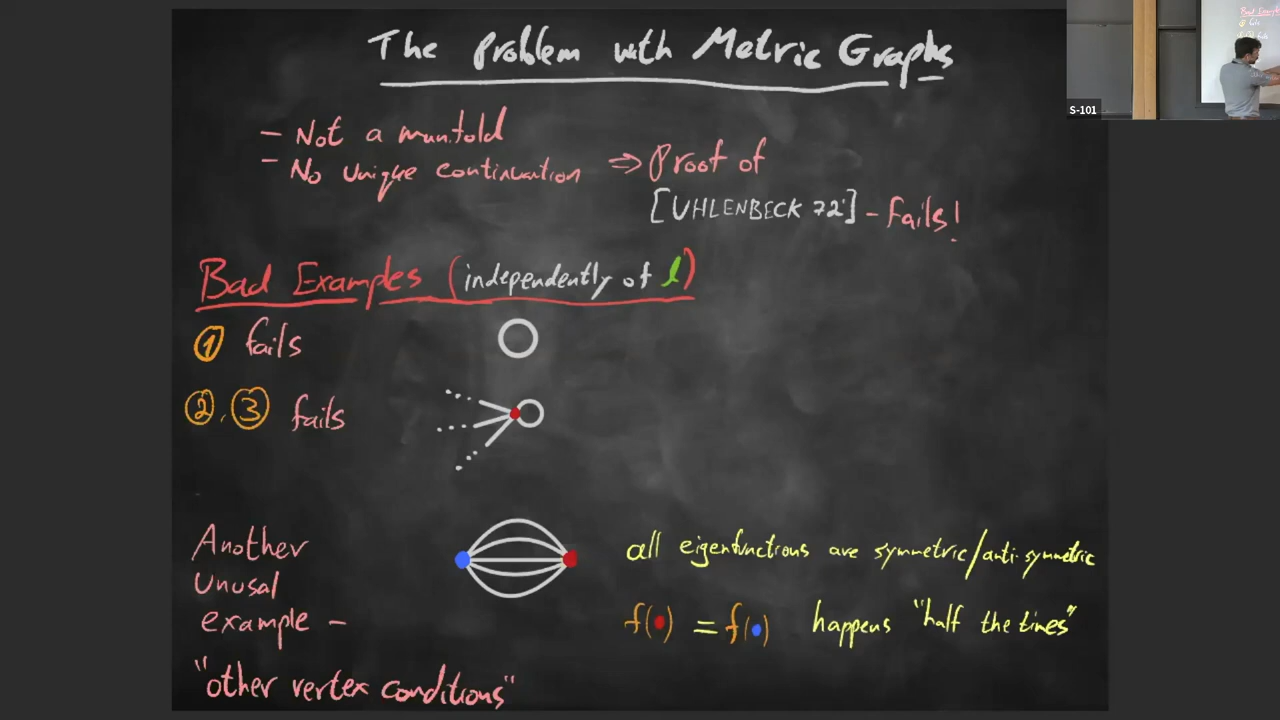 The Problem with Metric Graphs
- Not a manifold
- No unique continuation ⇒ Proof of
[UHLENBECK 72'] - Fails!
Bad Examples (independently of l)
① fails
②, ③ fails
Another
Unusal
example -
"other vertex conditions"
all eigenfunctions are symmetric/anti-symmetric
f(•) = f(•) happens "half the times"
S-101
Bad Example